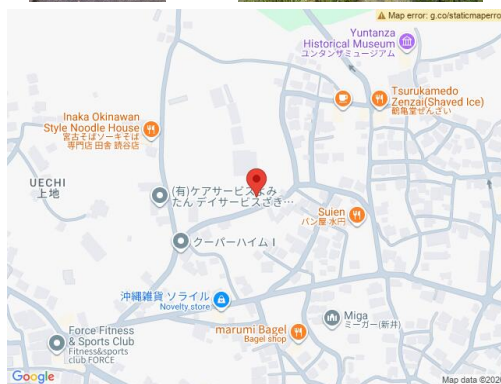 Map error: g.co/staticmaperro
Yuntanza
Historical Museum
ユンタンザミュージアム
Tsurukamedo
Zenzai(Shaved Ice)
鶴亀堂ぜんざい
Inaka Okinawan
Style Noodle House
宮古そばソーキそば
専門店 田舎 読谷店
UECHI
上地
(有)ケアサービスよみ
たん デイサービスざき…
Suien
パン屋 水円
クーパーハイム I
沖縄雑貨 ソライル
Novelty store
Miga
ミーガー(新井)
marumi Bagel
Bagel shop
Force Fitness
& Sports Club
Fitness&sports
club FORCE
Google
Map data ©2026